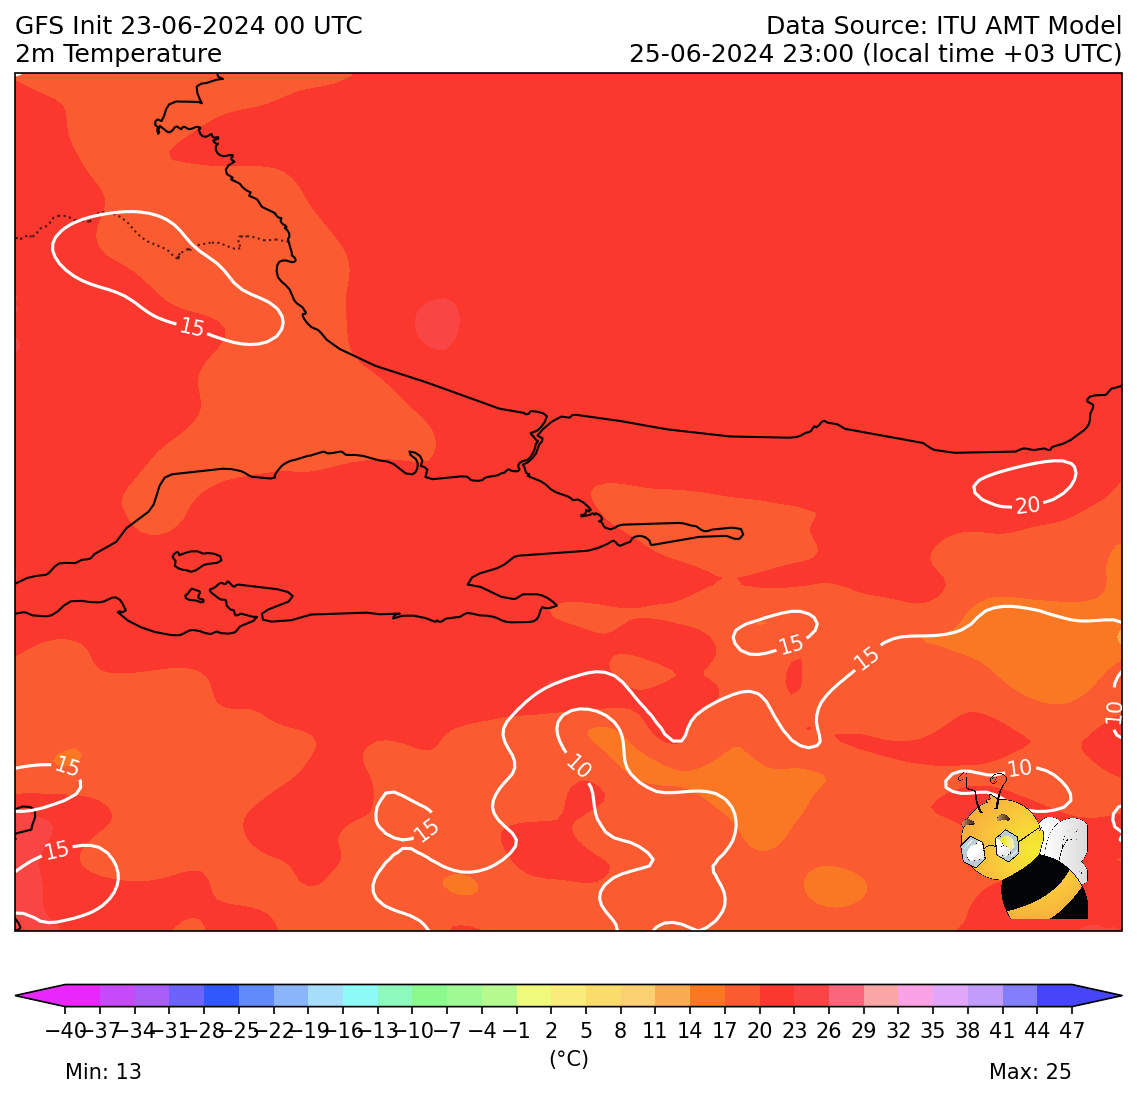 GFS Init 23-06-2024 00 UTC
Data Source: ITU AMT Model
2m Temperature
25-06-2024 23:00 (local time +03 UTC)
15
20
15
15
10
15
10
10
15
15
−40 −37 −34 −31 −28 −25 −22 −19 −16 −13 −10 −7 −4 −1 2 5 8 11 14 17 20 23 26 29 32 35 38 41 44 47
(°C)
Min: 13
Max: 25